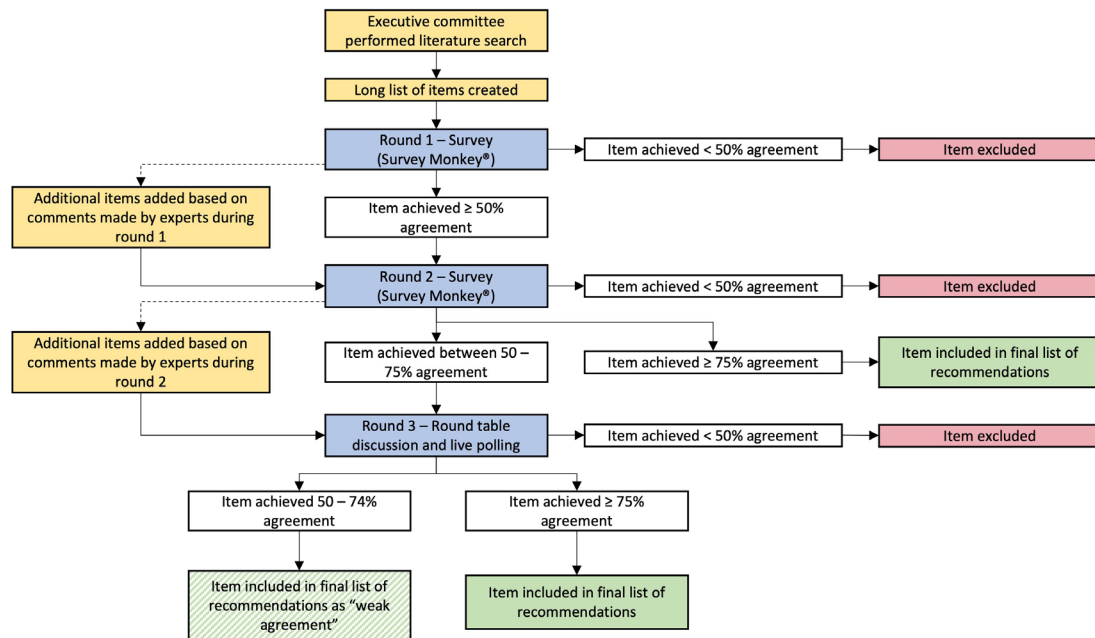 Executive committee
performed literature search
Long list of items created
Round 1 – Survey
(Survey Monkey®)
Item achieved < 50% agreement
Item excluded
Additional items added based on
comments made by experts during
round 1
Item achieved ≥ 50%
agreement
Round 2 – Survey
(Survey Monkey®)
Item achieved < 50% agreement
Item excluded
Additional items added based on
comments made by experts during
round 2
Item achieved between 50 –
75% agreement
Item achieved ≥ 75% agreement
Item included in final list of
recommendations
Round 3 – Round table
discussion and live polling
Item achieved < 50% agreement
Item excluded
Item achieved 50 – 74%
agreement
Item achieved ≥ 75%
agreement
Item included in final list of
recommendations as “weak
agreement”
Item included in final list of
recommendations